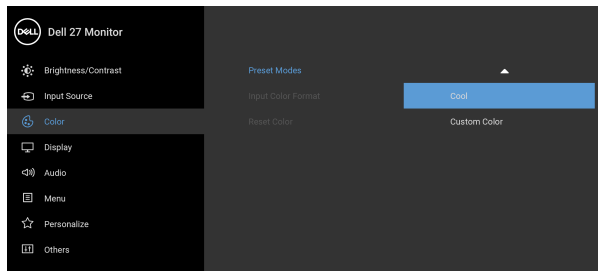 DELL
Dell 27 Monitor
Brightness/Contrast
Input Source
Color
Display
Audio
Menu
Personalize
Others
Preset Modes
Input Color Format
Reset Color
Cool
Custom Color